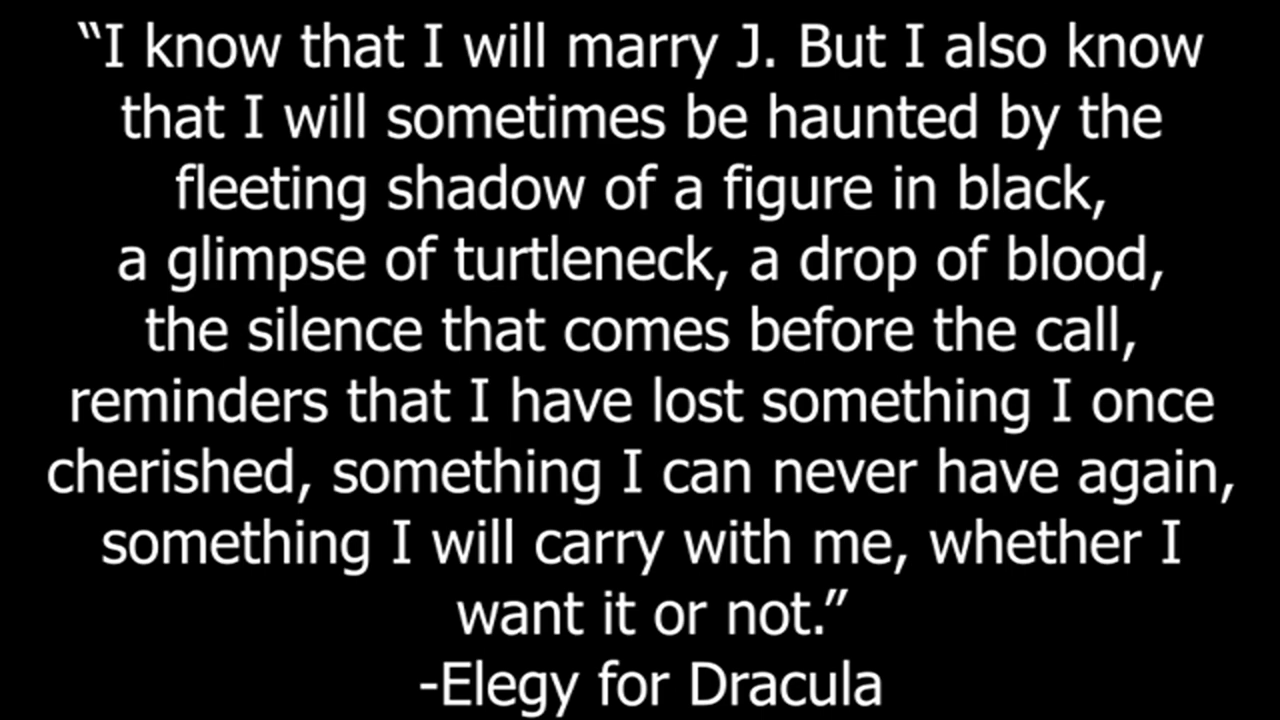 “I know that I will marry J. But I also know
that I will sometimes be haunted by the
fleeting shadow of a figure in black,
a glimpse of turtleneck, a drop of blood,
the silence that comes before the call,
reminders that I have lost something I once
cherished, something I can never have again,
something I will carry with me, whether I
want it or not.”
-Elegy for Dracula